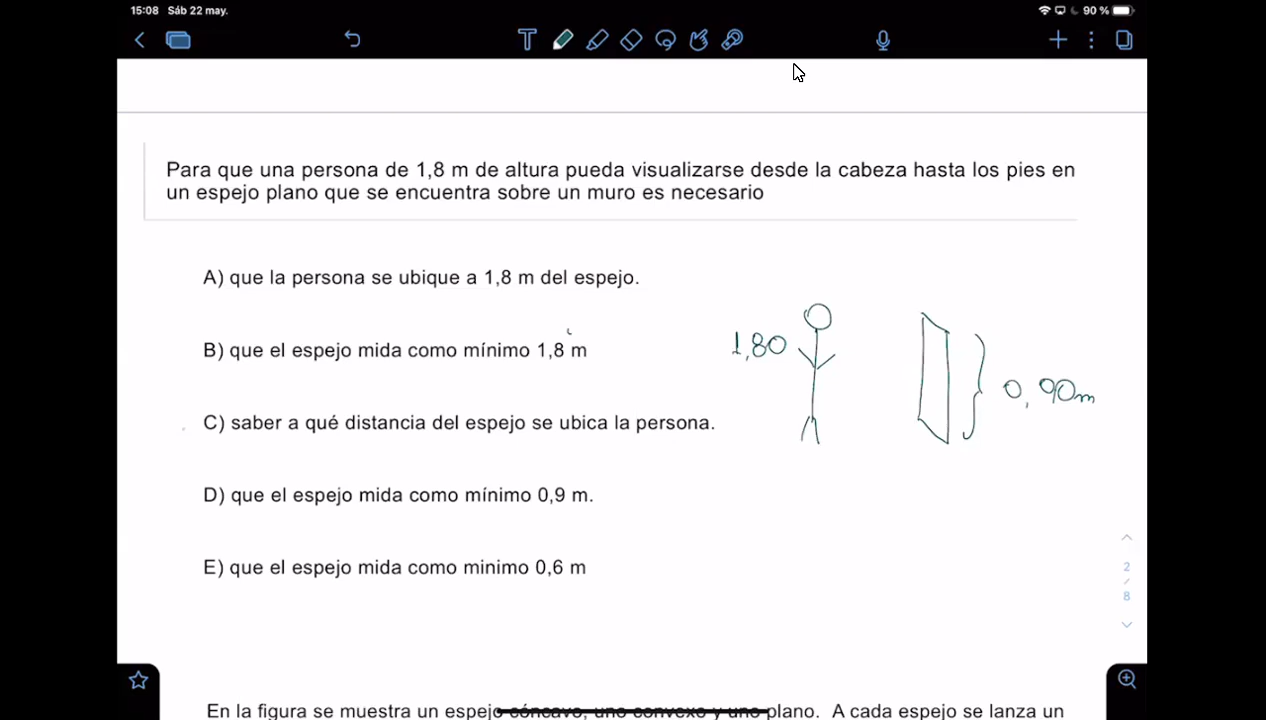 15:08 Sáb 22 may.
90 %
Para que una persona de 1,8 m de altura pueda visualizarse desde la cabeza hasta los pies en
un espejo plano que se encuentra sobre un muro es necesario
A) que la persona se ubique a 1,8 m del espejo.
B) que el espejo mida como mínimo 1,8 m
1,80
0,90m
C) saber a qué distancia del espejo se ubica la persona.
D) que el espejo mida como mínimo 0,9 m.
E) que el espejo mida como minimo 0,6 m
2
/
8
En la figura se muestra un espejo cóncavo, uno convexo y uno plano. A cada espejo se lanza un